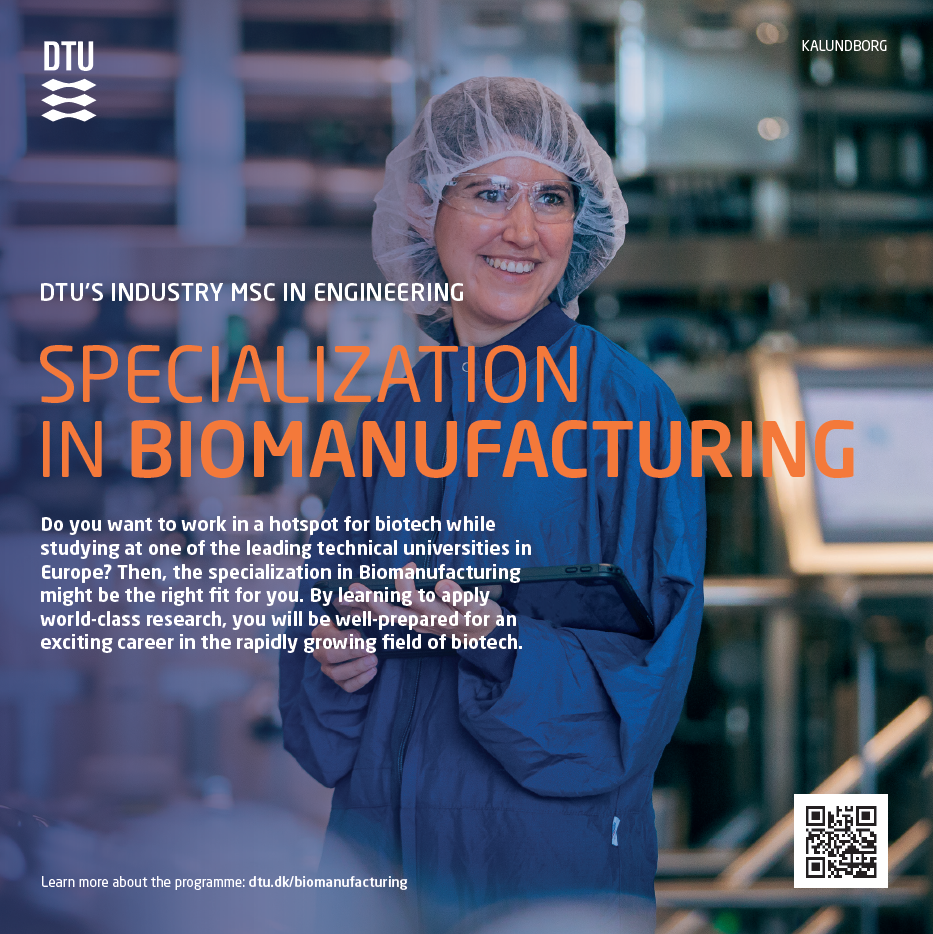 DTU
KALUNDBORG
DTU'S INDUSTRY MSC IN ENGINEERING
SPECIALIZATION
IN BIOMANUFACTURING
Do you want to work in a hotspot for biotech while
studying at one of the leading technical universities in
Europe? Then, the specialization in Biomanufacturing
might be the right fit for you. By learning to apply
world-class research, you will be well-prepared for an
exciting career in the rapidly growing field of biotech.
Learn more about the programme: dtu.dk/biomanufacturing